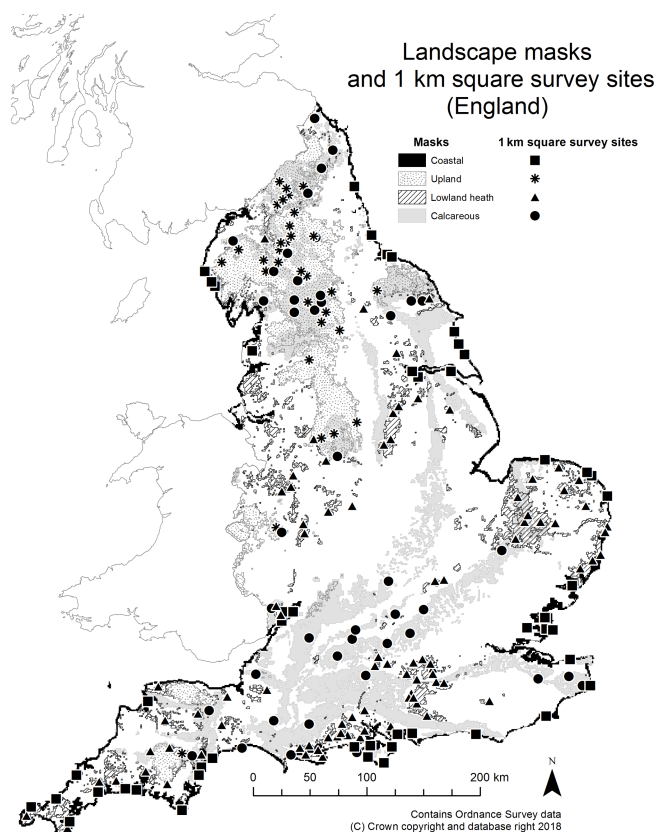 Landscape masks
and 1 km square survey sites
(England)
Masks 1 km square survey sites
Coastal
Upland
Lowland heath
Calcareous
N
0 50 100 200 km
Contains Ordnance Survey data
(C) Crown copyright and database right 2018